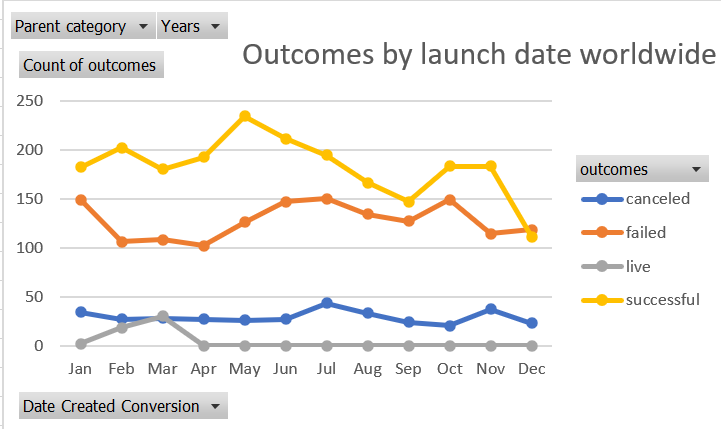 Parent category Years
Outcomes by launch date worldwide
Count of outcomes
250
200
150
100
50
0
Jan Feb Mar Apr May Jun Jul Aug Sep Oct Nov Dec
outcomes
canceled
failed
live
successful
Date Created Conversion